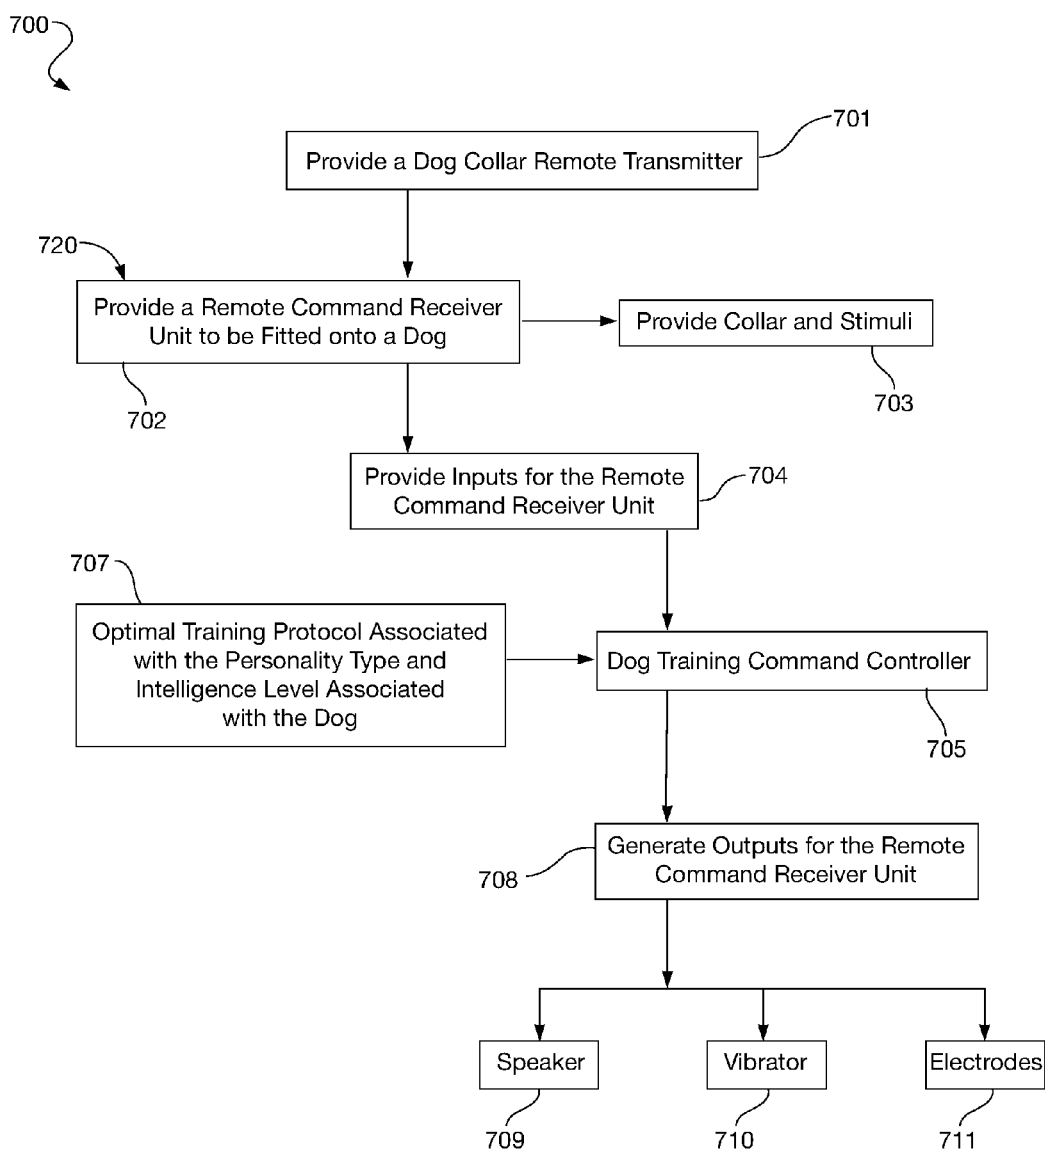 700
701
Provide a Dog Collar Remote Transmitter
720
Provide a Remote Command Receiver
Unit to be Fitted onto a Dog
Provide Collar and Stimuli
702
703
Provide Inputs for the Remote
Command Receiver Unit
704
707
Optimal Training Protocol Associated
with the Personality Type and
Intelligence Level Associated
with the Dog
Dog Training Command Controller
705
Generate Outputs for the Remote
Command Receiver Unit
708
Speaker
Vibrator
Electrodes
709
710
711